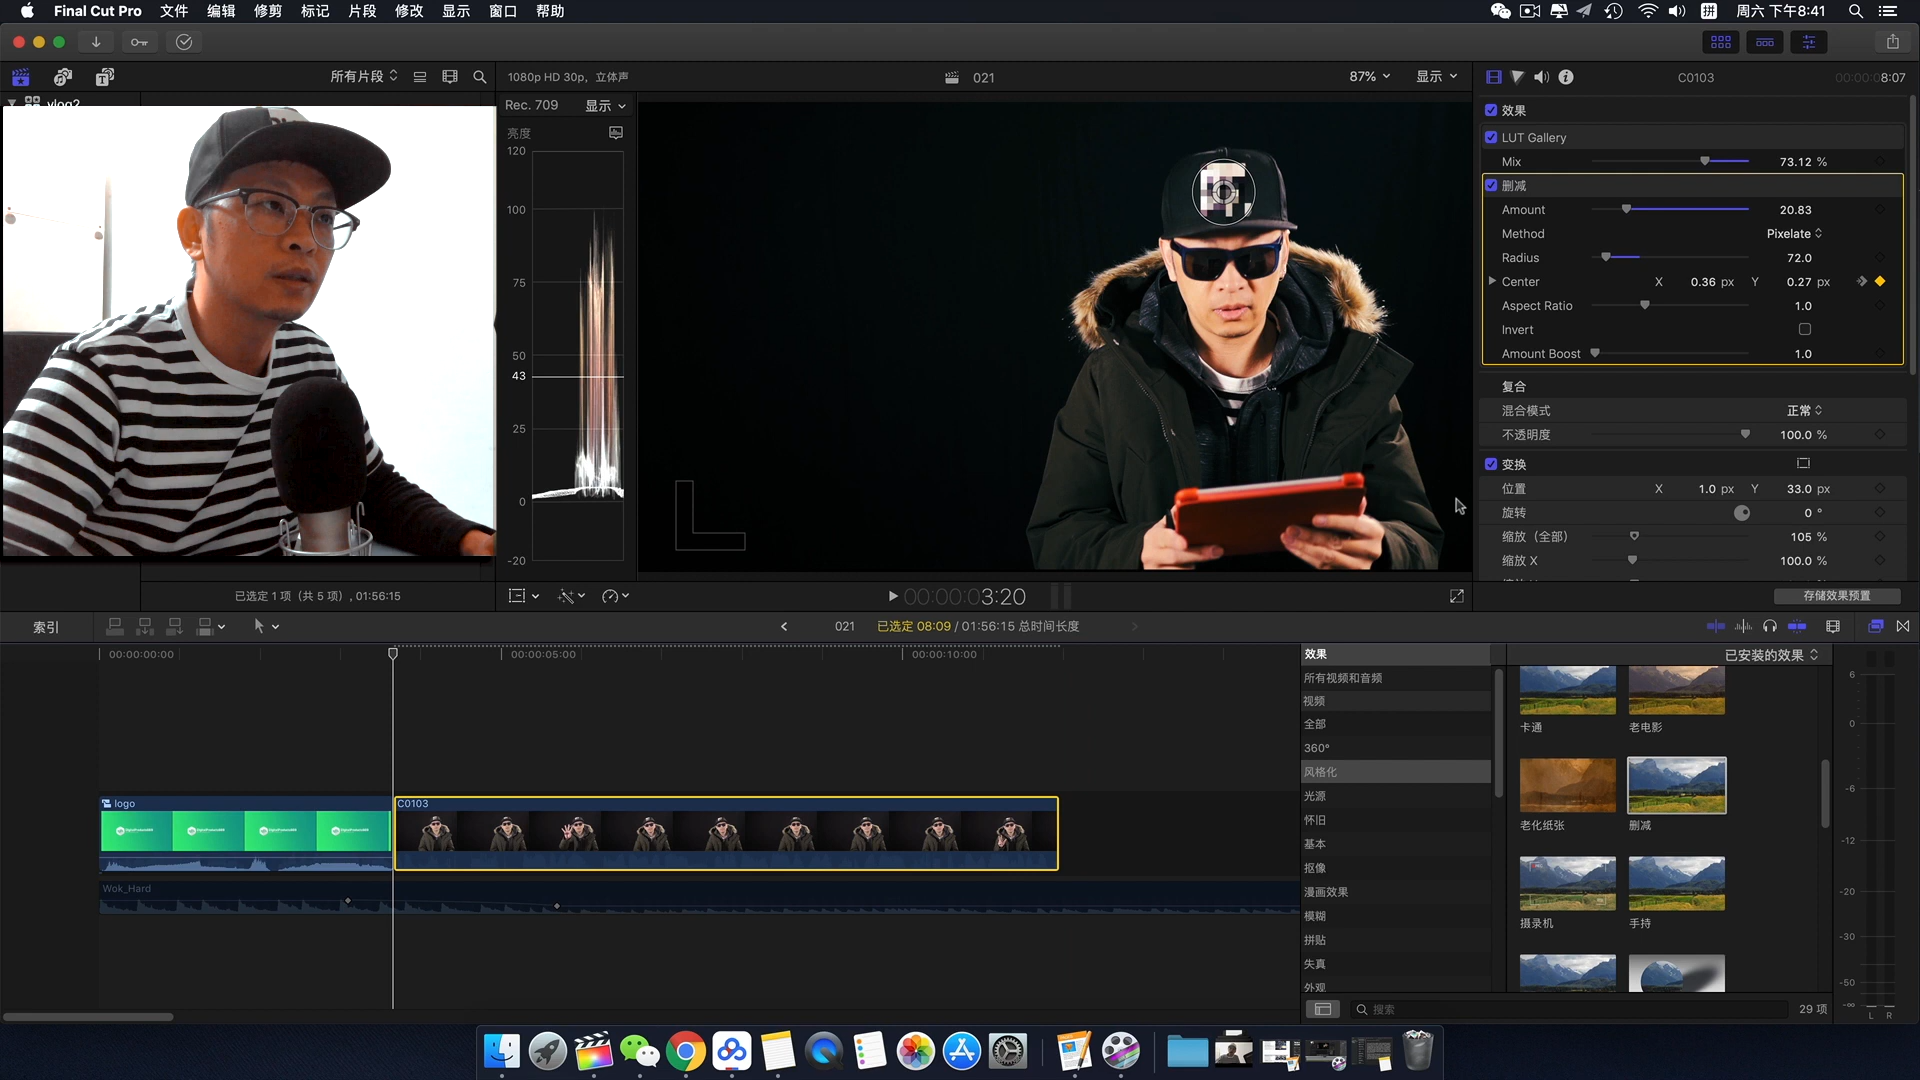 Final Cut Pro 文件 编辑 修剪 标记 片段 修改 显示 窗口 帮助
拼 周六 下午8:41
所有片段
1080p HD 30p，立体声
021
87%
显示
C0103
00:00:08:07
vlog2
Rec. 709
显示
亮度
120
100
75
50
43
25
0
-20
效果
LUT Gallery
Mix 73.12 %
删减
Amount 20.83
Method Pixelate
Radius 72.0
Center X 0.36 px Y 0.27 px
Aspect Ratio 1.0
Invert
Amount Boost 1.0
复合
混合模式 正常
不透明度 100.0 %
变换
位置 X 1.0 px Y 33.0 px
旋转 0 °
缩放（全部） 105 %
缩放 X 100.0 %
存储效果预置
已选定 1 项（共 5 项），01:56:15
00:00:03:20
索引
021
已选定 08:09 / 01:56:15 总时间长度
00:00:00:00
00:00:05:00
00:00:10:00
logo
C0103
Wok_Hard
效果
所有视频和音频
视频
全部
360°
风格化
光源
怀旧
基本
抠像
漫画效果
模糊
拼贴
失真
外观
已安装的效果
卡通
老电影
老化纸张
删减
摄录机
手持
搜索
29 项
6
0
-6
-12
-20
-30
-50
-∞
L R